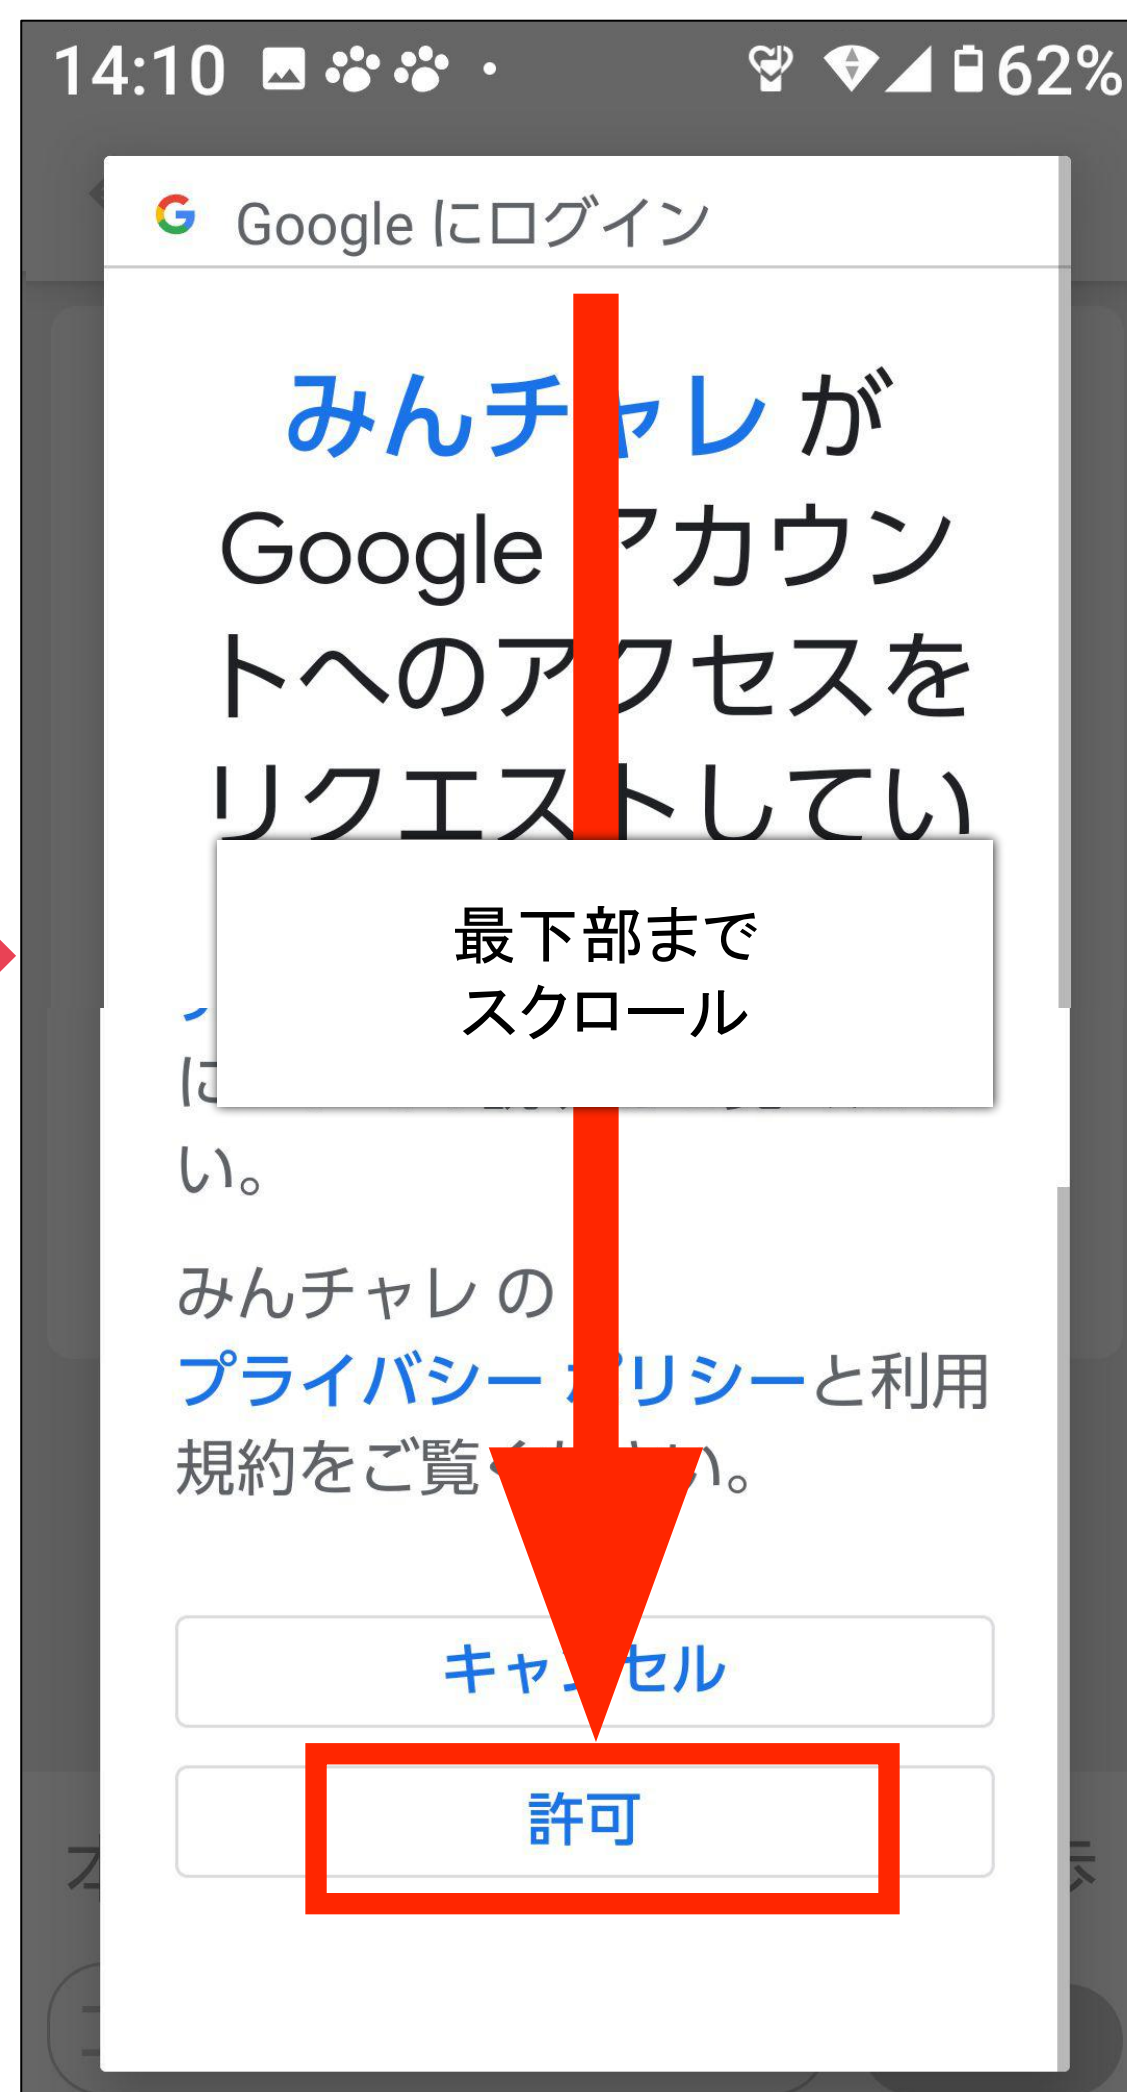 14:10 62%
Google にログイン
みんチャレ が
Google アカウン
トへのアクセスを
リクエストしてい
最下部まで
スクロール
に
い。
みんチャレ の
プライバシー ポリシーと利用
規約をご覧ください。
キャンセル
許可